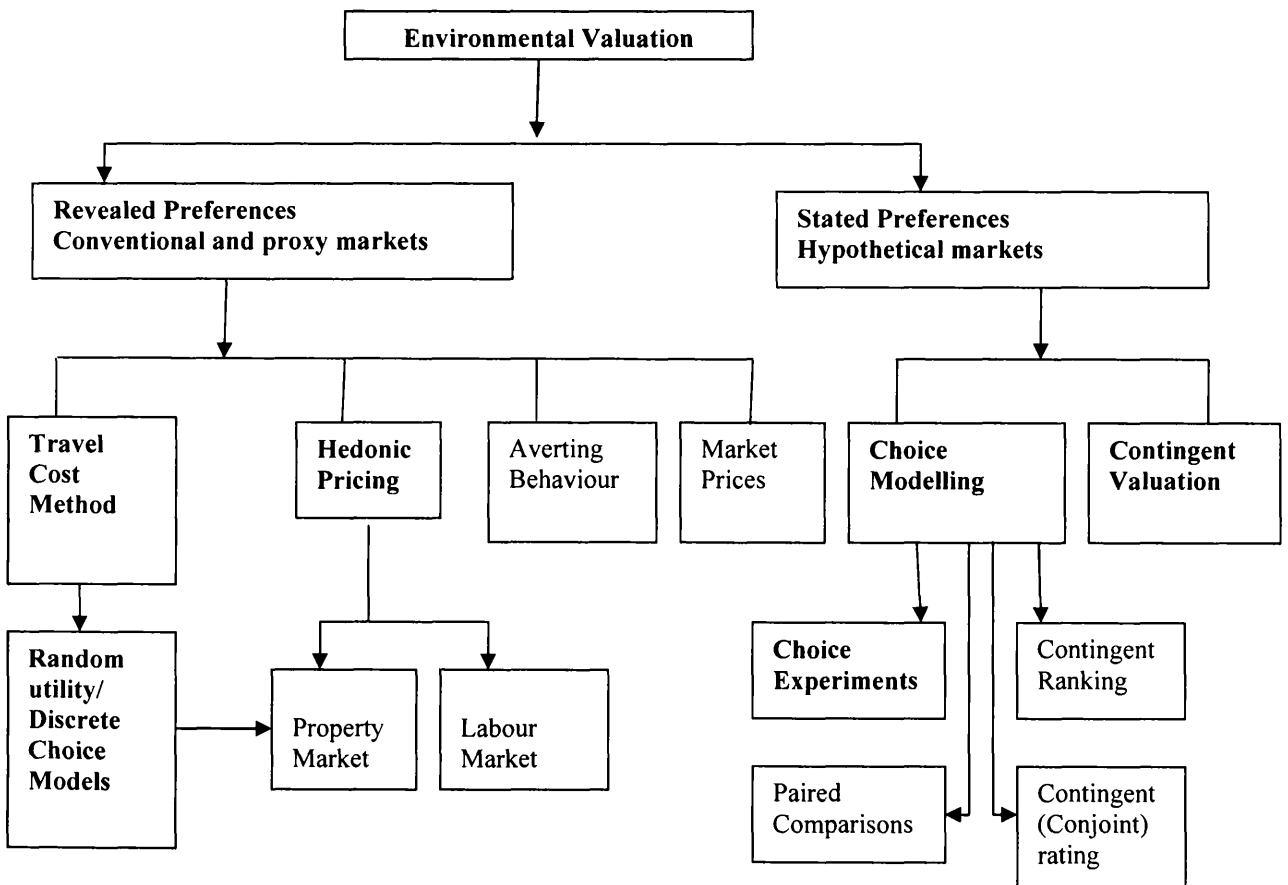 Environmental Valuation
Revealed Preferences
Conventional and proxy markets
Stated Preferences
Hypothetical markets
Travel
Cost
Method
Hedonic
Pricing
Averting
Behaviour
Market
Prices
Choice
Modelling
Contingent
Valuation
Random
utility/
Discrete
Choice
Models
Property
Market
Labour
Market
Choice
Experiments
Contingent
Ranking
Paired
Comparisons
Contingent
(Conjoint)
rating